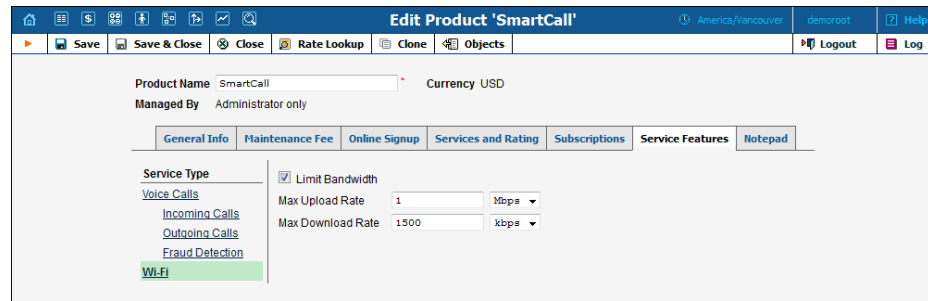 Edit Product 'SmartCall' America/Vancouver demoroot ? Help
Save Save & Close Close Rate Lookup Clone Objects Logout Log
Product Name SmartCall * Currency USD
Managed By Administrator only
General Info Maintenance Fee Online Signup Services and Rating Subscriptions Service Features Notepad
Service Type
Limit Bandwidth
Voice Calls
Max Upload Rate 1 Mbps
Incoming Calls
Max Download Rate 1500 kbps
Outgoing Calls
Fraud Detection
Wi-Fi